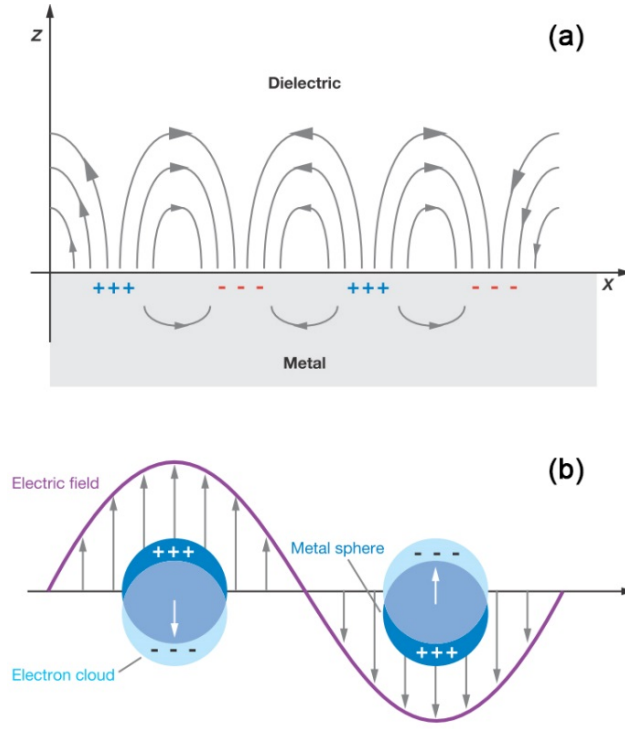 z
(a)
Dielectric
+++
- - -
+++
- - -
x
Metal
(b)
Electric field
+++
- - -
Metal sphere
- - -
+++
Electron cloud